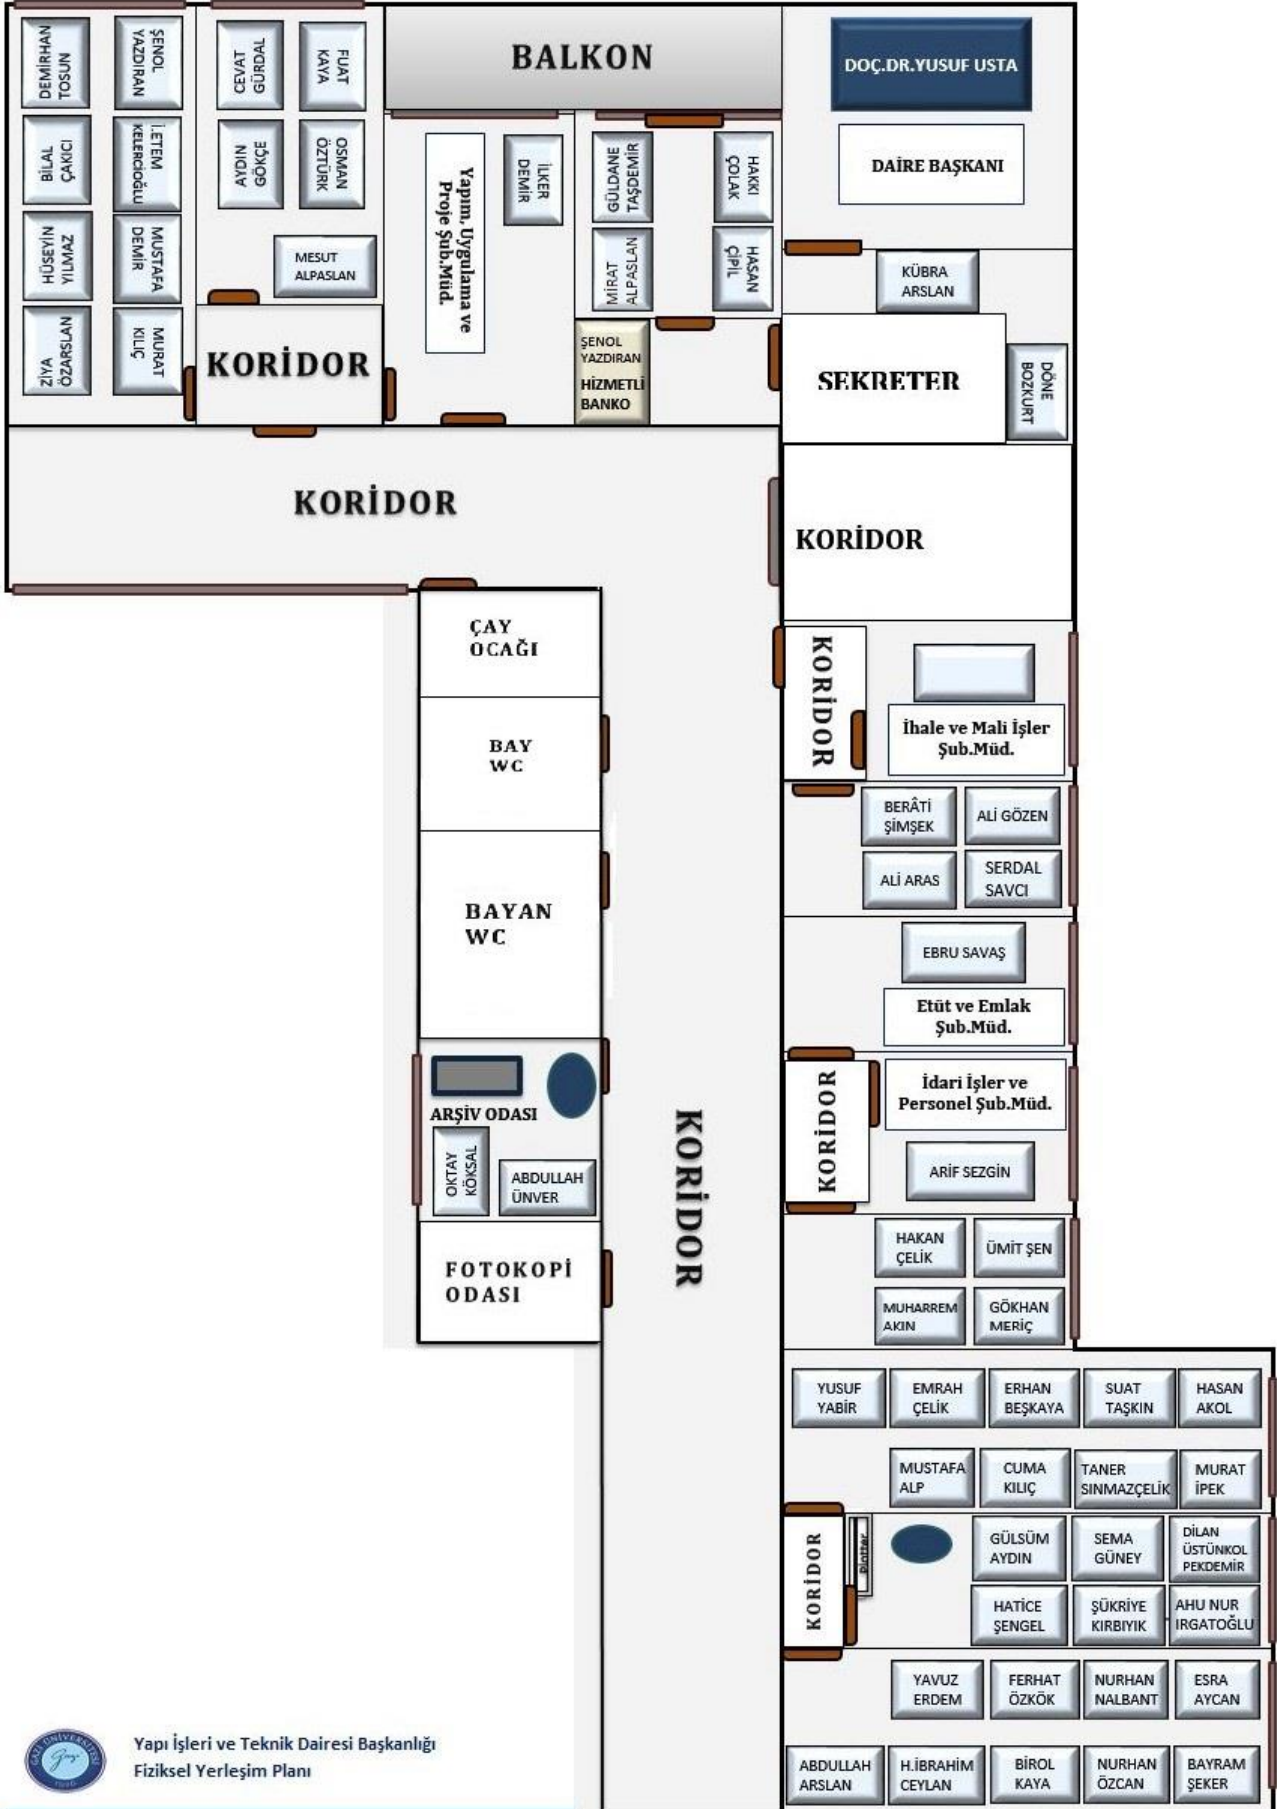 DEMİRHAN
TOSUN
ŞENOL
YAZDIRAN
CEVAT
GÜRDAL
FUAT
KAYA
BALKON
DOÇ.DR.YUSUF USTA
DAİRE BAŞKANI
BİLAL
ÇAKICI
İ.ETEM
KELERCİOĞLU
AYDIN
GÖKÇE
OSMAN
ÖZTÜRK
Yapım, Uygulama ve
Proje Şub.Müd.
İLKER
DEMİR
GÜLDANE
TAŞDEMİR
HAKKI
ÇOLAK
HÜSEYİN
YILMAZ
MUSTAFA
DEMİR
MESUT
ALPASLAN
MİRAT
ALPASLAN
HASAN
ÇİPİL
KÜBRA
ARSLAN
ZİYA
ÖZARSLAN
MURAT
KILIÇ
KORİDOR
ŞENOL
YAZDIRAN
HİZMETLİ
BANKO
SEKRETER
DÖNE
BOZKURT
KORİDOR
KORİDOR
ÇAY
OCAĞI
KORİDOR
İhale ve Mali İşler
Şub.Müd.
BAY
WC
BERÂTİ
ŞİMŞEK
ALİ GÖZEN
ALİ ARAS
SERDAL
SAVCI
BAYAN
WC
EBRU SAVAŞ
Etüt ve Emlak
Şub.Müd.
KORİDOR
İdari İşler ve
Personel Şub.Müd.
ARİF SEZGİN
ARŞİV ODASI
OKTAY
KÖKSAL
ABDULLAH
ÜNVER
KORİDOR
FOTOKOPİ
ODASI
HAKAN
ÇELİK
ÜMİT ŞEN
MUHARREM
AKIN
GÖKHAN
MERİÇ
YUSUF
YABİR
EMRAH
ÇELİK
ERHAN
BEŞKAYA
SUAT
TAŞKIN
HASAN
AKOL
MUSTAFA
ALP
CUMA
KILIÇ
TANER
SINMAZÇELİK
MURAT
İPEK
KORİDOR
Plotter
GÜLSÜM
AYDIN
SEMA
GÜNEY
DİLAN
ÜSTÜNKOL
PEKDEMİR
HATİCE
ŞENGEL
ŞÜKRİYE
KIRBIYIK
AHU NUR
IRGATOĞLU
YAVUZ
ERDEM
FERHAT
ÖZKÖK
NURHAN
NALBANT
ESRA
AYCAN
ABDULLAH
ARSLAN
H.İBRAHİM
CEYLAN
BİROL
KAYA
NURHAN
ÖZCAN
BAYRAM
ŞEKER
GAZİ ÜNİVERSİTESİ
Gazi
1926
Yapı İşleri ve Teknik Dairesi Başkanlığı
Fiziksel Yerleşim Planı